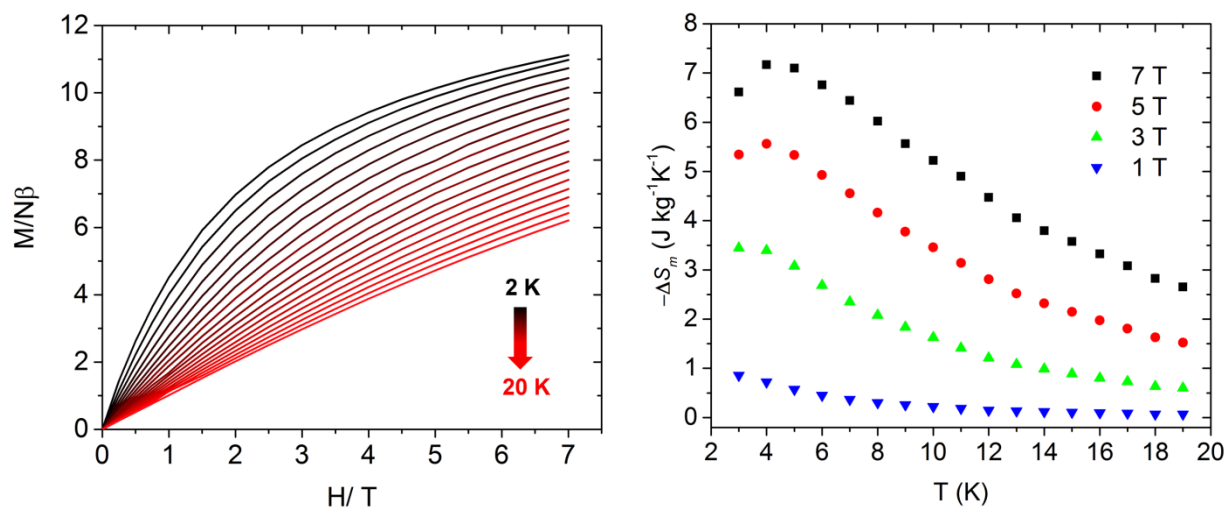 M/Nβ
12
10
8
6
4
2
0
0 1 2 3 4 5 6 7
H/ T
2 K
20 K
−ΔSm (J kg-1K-1)
8
7
6
5
4
3
2
1
0
2 4 6 8 10 12 14 16 18 20
T (K)
7 T
5 T
3 T
1 T